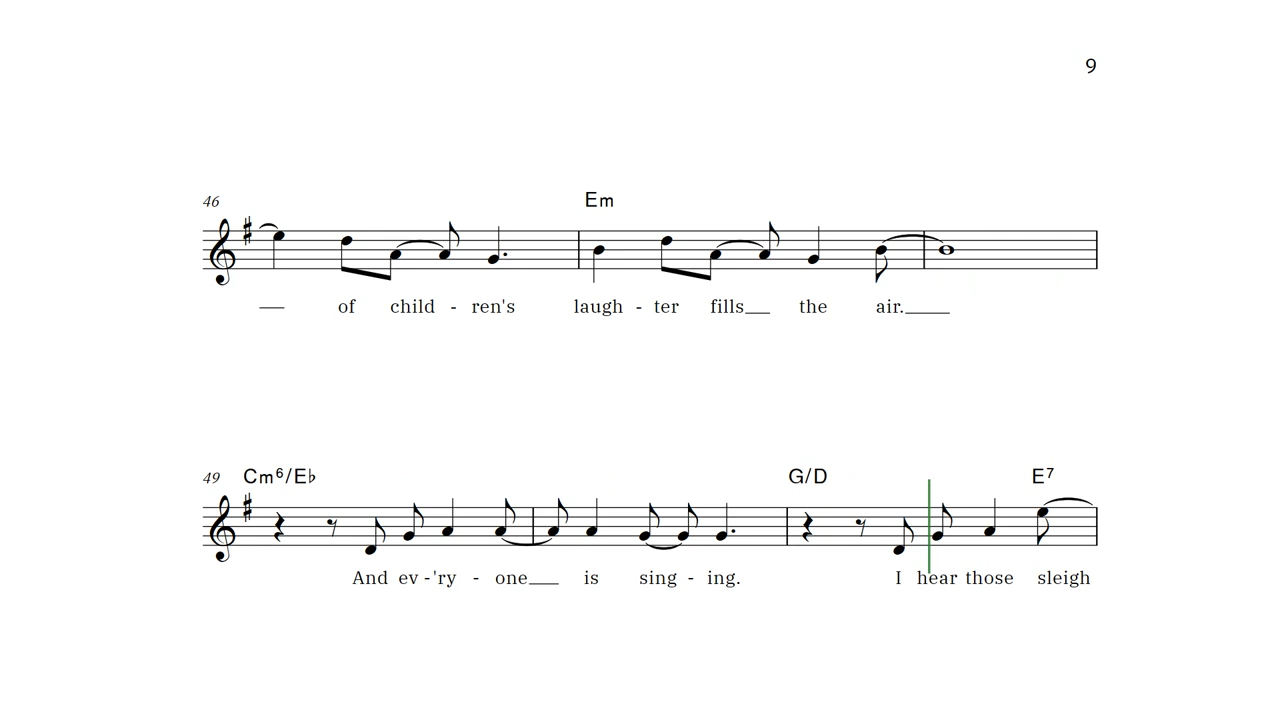 9
46 Em
of child - ren's laugh - ter fills__ the air.____
49 Cm6/E♭ G/D E7
And ev - 'ry - one__ is sing - ing. I hear those sleigh